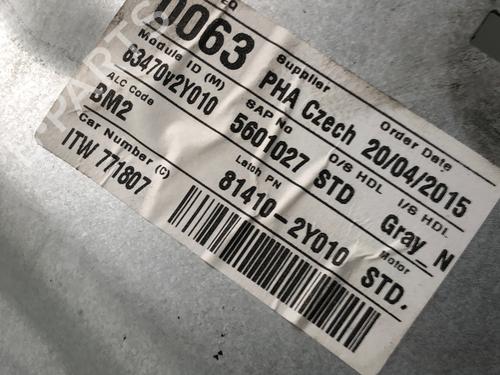 0063
Supplier
Order Date
Module ID (M)
PHA Czech
20/04/2015
63470v2Y010
SAP No
O/S HDL
I/S HDL
ALC Code
5601027
STD
Gray N
BM2
Latch PN
Motor
Car Number (C)
81410-2Y010
STD.
ITW 771807